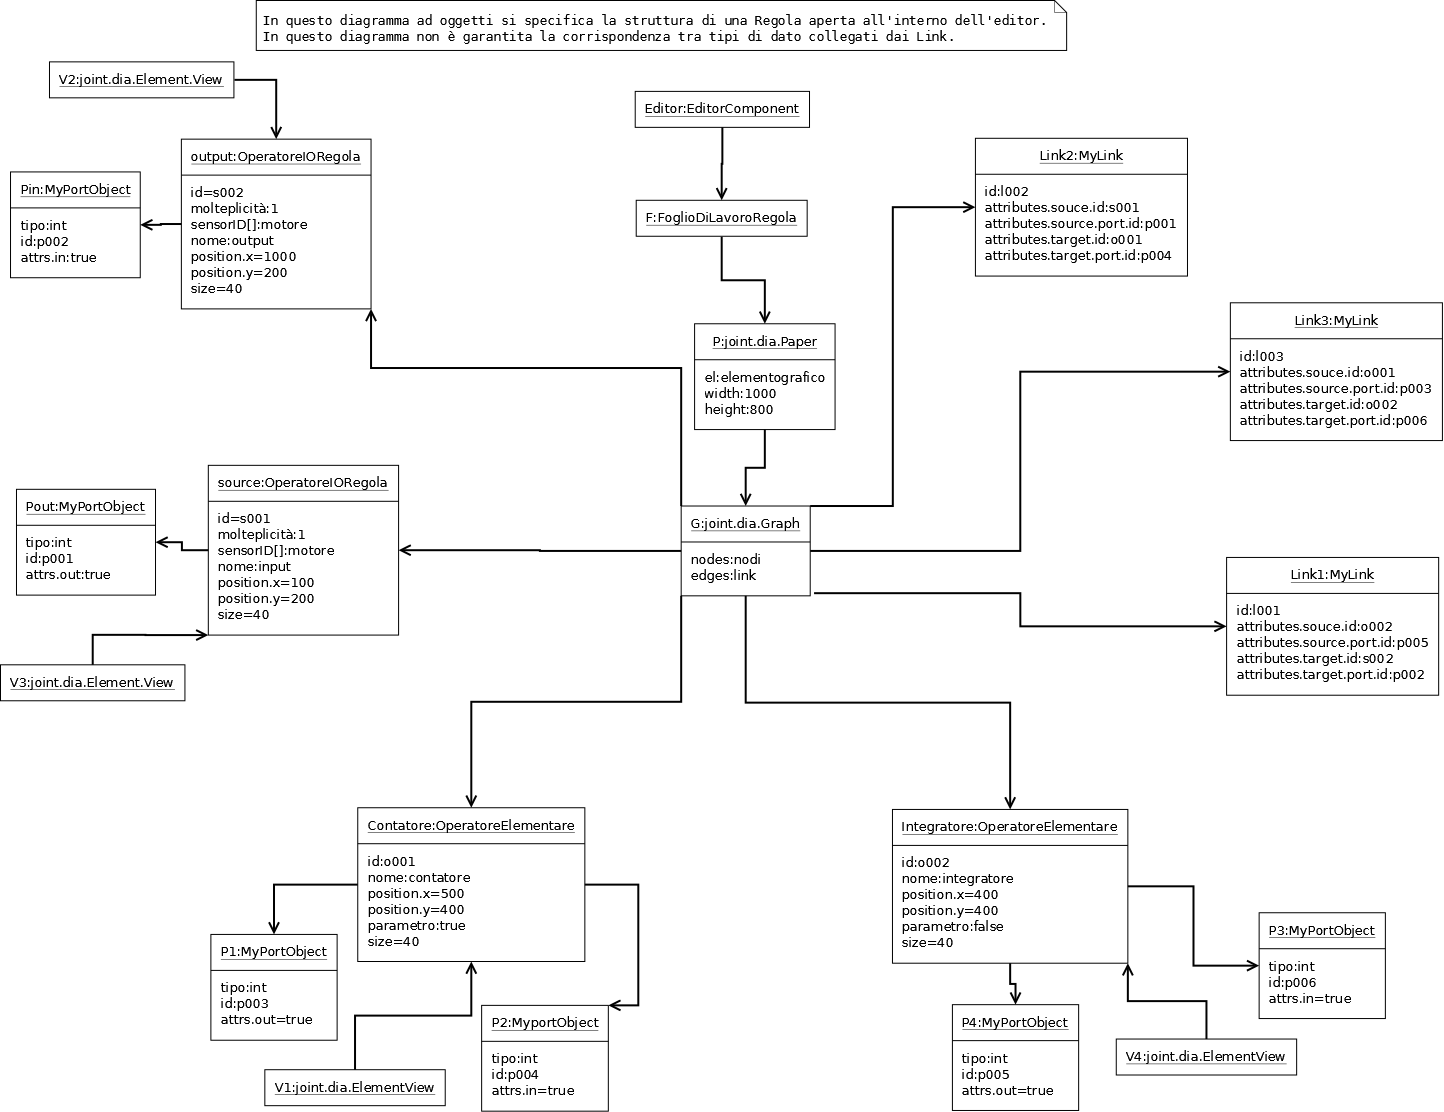 In questo diagramma ad oggetti si specifica la struttura di una Regola aperta all'interno dell'editor.
In questo diagramma non è garantita la corrispondenza tra tipi di dato collegati dai Link.
V2:joint.dia.Element.View
output:OperatoreIORegola
id=s002
molteplicità:1
sensorID[]:motore
nome:output
position.x=1000
position.y=200
size=40
Pin:MyPortObject
tipo:int
id:p002
attrs.in:true
Editor:EditorComponent
F:FoglioDiLavoroRegola
P:joint.dia.Paper
el:elementografico
width:1000
height:800
Link2:MyLink
id:l002
attributes.souce.id:s001
attributes.source.port.id:p001
attributes.target.id:o001
attributes.target.port.id:p004
Link3:MyLink
id:l003
attributes.souce.id:o001
attributes.source.port.id:p003
attributes.target.id:o002
attributes.target.port.id:p006
source:OperatoreIORegola
id=s001
molteplicità:1
sensorID[]:motore
nome:input
position.x=100
position.y=200
size=40
Pout:MyPortObject
tipo:int
id:p001
attrs.out:true
V3:joint.dia.Element.View
G:joint.dia.Graph
nodes:nodi
edges:link
Link1:MyLink
id:l001
attributes.souce.id:o002
attributes.source.port.id:p005
attributes.target.id:s002
attributes.target.port.id:p002
Contatore:OperatoreElementare
id:o001
nome:contatore
position.x=500
position.y=400
parametro:true
size=40
P1:MyPortObject
tipo:int
id:p003
attrs.out=true
V1:joint.dia.ElementView
P2:MyportObject
tipo:int
id:p004
attrs.in=true
Integratore:OperatoreElementare
id:o002
nome:integratore
position.x=400
position.y=400
parametro:false
size=40
P3:MyPortObject
tipo:int
id:p006
attrs.in=true
P4:MyPortObject
tipo:int
id:p005
attrs.out=true
V4:joint.dia.ElementView